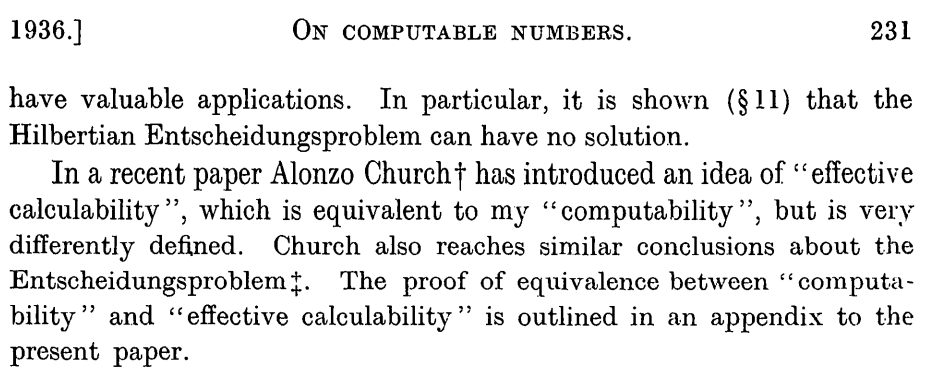 1936.] ON COMPUTABLE NUMBERS. 231
have valuable applications. In particular, it is shown (§ 11) that the
Hilbertian Entscheidungsproblem can have no solution.
In a recent paper Alonzo Church† has introduced an idea of “effective
calculability”, which is equivalent to my “computability”, but is very
differently defined. Church also reaches similar conclusions about the
Entscheidungsproblem‡. The proof of equivalence between “computa-
bility” and “effective calculability” is outlined in an appendix to the
present paper.